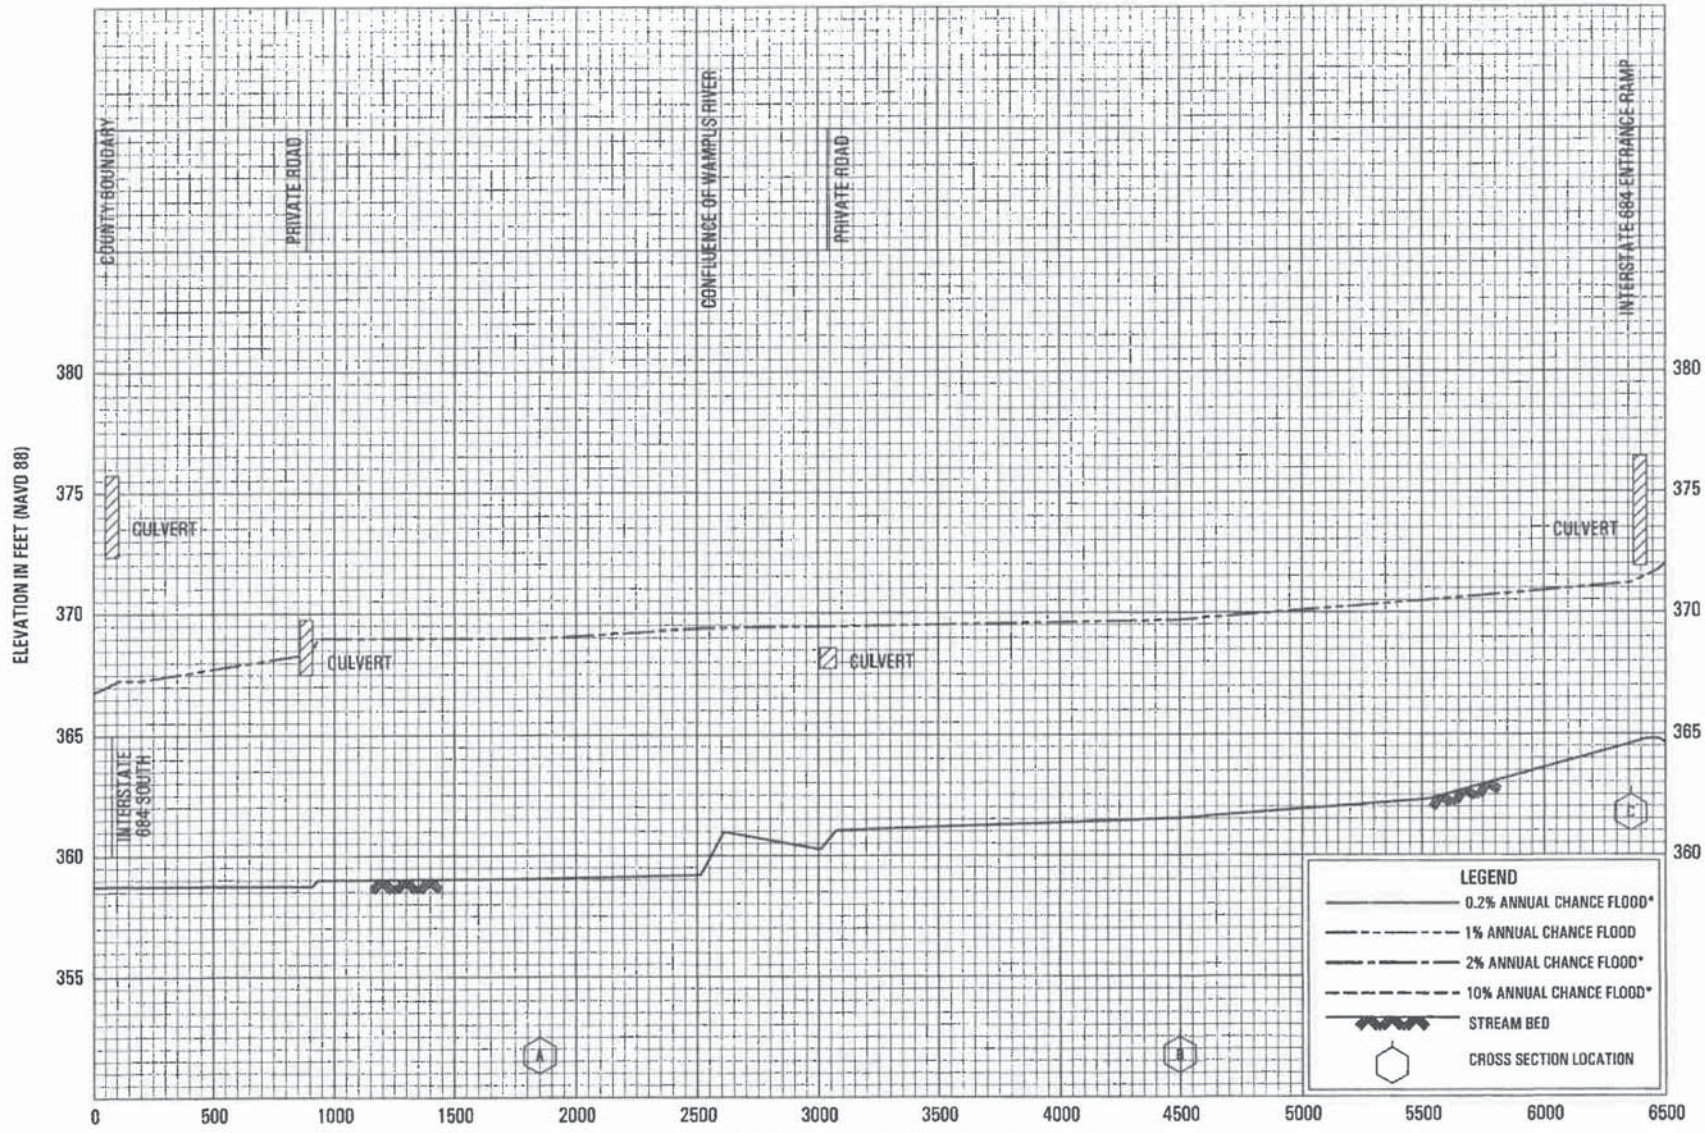 COUNTY BOUNDARY
PRIVATE ROAD
CONFLUENCE OF WAMPUS RIVER
PRIVATE ROAD
INTERSTATE 684 ENTRANCE RAMP
ELEVATION IN FEET (NAVD 88)
380
375
370
365
360
355
380
375
370
365
360
CULVERT
CULVERT
CULVERT
CULVERT
INTERSTATE
684 SOUTH
A
B
C
LEGEND
0.2% ANNUAL CHANCE FLOOD*
1% ANNUAL CHANCE FLOOD
2% ANNUAL CHANCE FLOOD*
10% ANNUAL CHANCE FLOOD*
STREAM BED
CROSS SECTION LOCATION
0 500 1000 1500 2000 2500 3000 3500 4000 4500 5000 5500 6000 6500